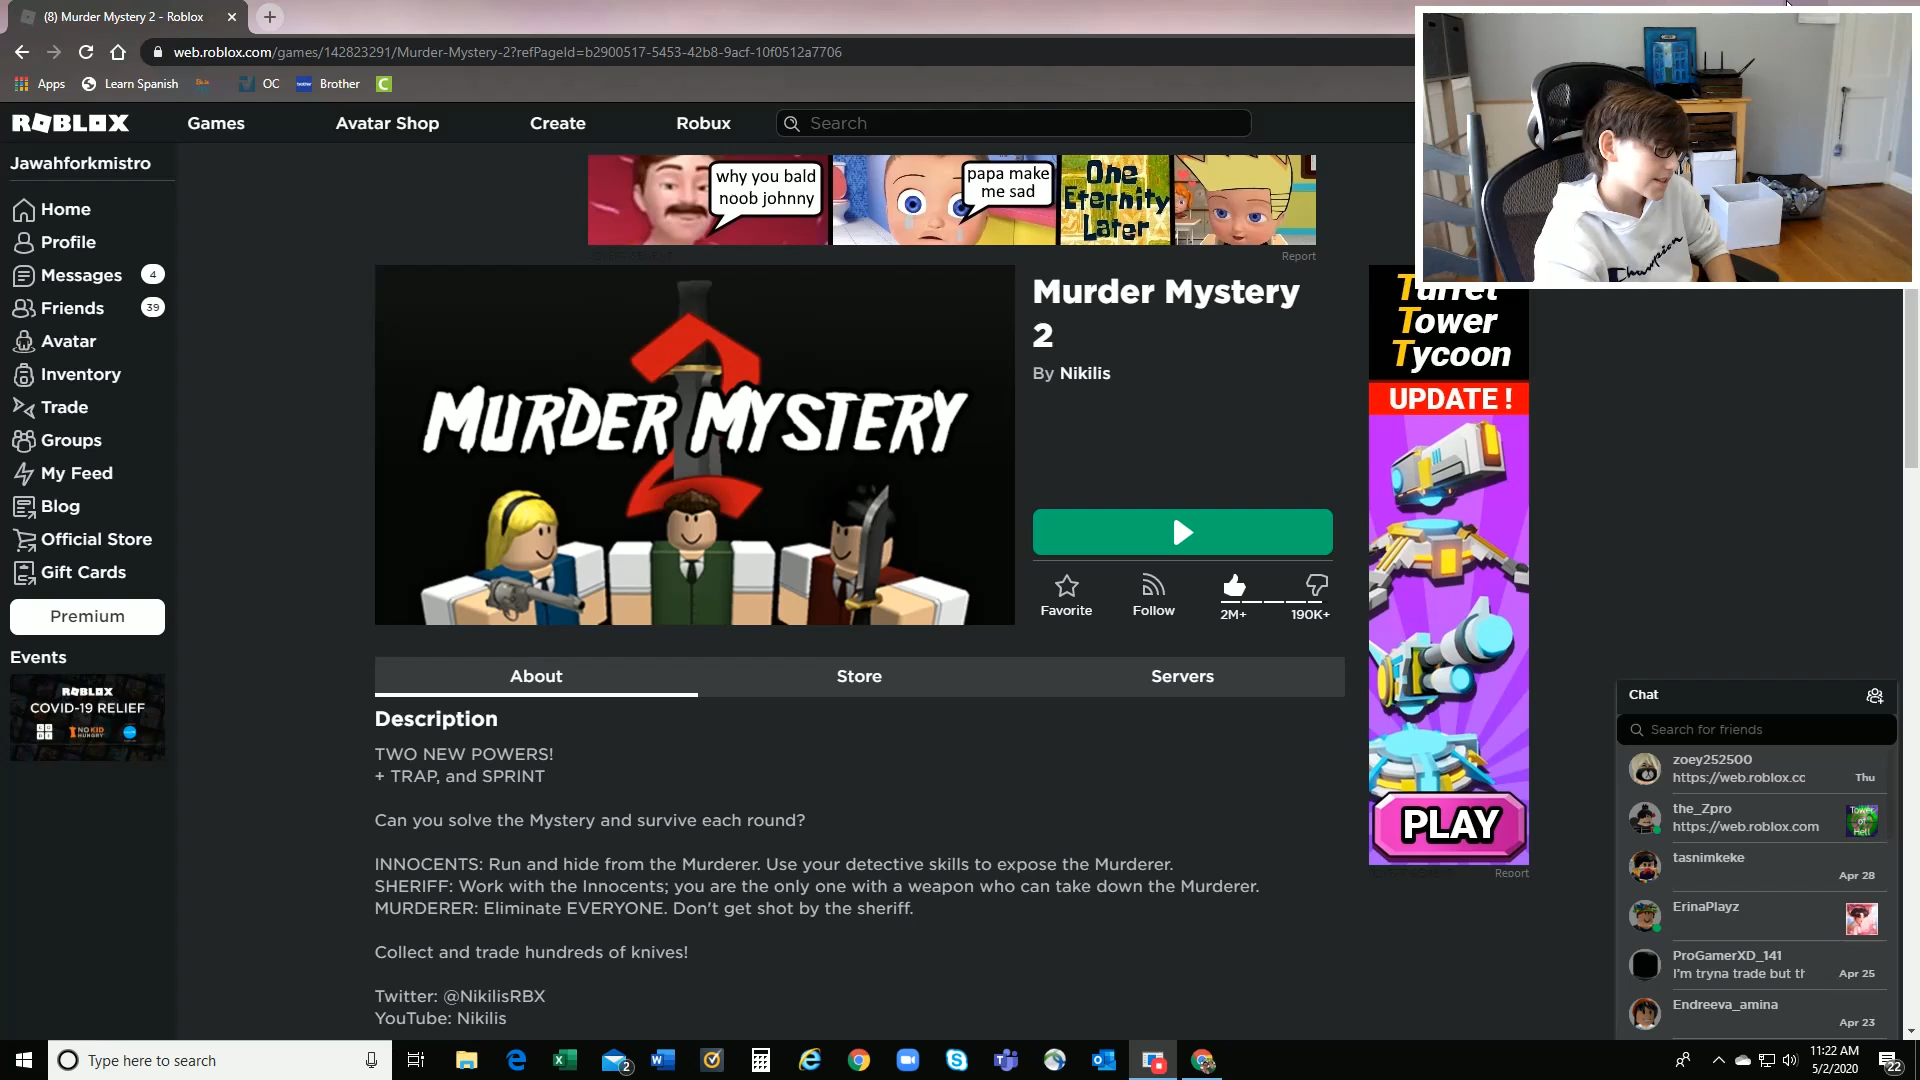 (8) Murder Mystery 2 - Roblox
web.roblox.com/games/142823291/Murder-Mystery-2?refPageId=b2900517-5453-42b8-9acf-10f0512a7706
Apps
Learn Spanish
OC
Brother
ROBLOX
Games
Avatar Shop
Create
Robux
Search
Jawahforkmistro
Home
Profile
Messages
4
Friends
39
Avatar
Inventory
Trade
Groups
My Feed
Blog
Official Store
Gift Cards
Premium
Events
ROBLOX
COVID-19 RELIEF
NO KID
HUNGRY
why you bald
noob johnny
papa make
me sad
One
Eternity
Later
Report
MURDER MYSTERY
2
Murder Mystery
2
By Nikilis
Favorite
Follow
2M+
190K+
Turret
Tower
Tycoon
UPDATE !
PLAY
Report
Champion
About
Store
Servers
Description
TWO NEW POWERS!
+ TRAP, and SPRINT
Can you solve the Mystery and survive each round?
INNOCENTS: Run and hide from the Murderer. Use your detective skills to expose the Murderer.
SHERIFF: Work with the Innocents; you are the only one with a weapon who can take down the Murderer.
MURDERER: Eliminate EVERYONE. Don't get shot by the sheriff.
Collect and trade hundreds of knives!
Twitter: @NikilisRBX
YouTube: Nikilis
Chat
Search for friends
zoey252500
https://web.roblox.cc
Thu
the_Zpro
https://web.roblox.com
Tower
of
Hell
tasnimkeke
Apr 28
ErinaPlayz
ProGamerXD_141
I'm tryna trade but th
Apr 25
Endreeva_amina
Apr 23
Type here to search
2
11:22 AM
5/2/2020
22